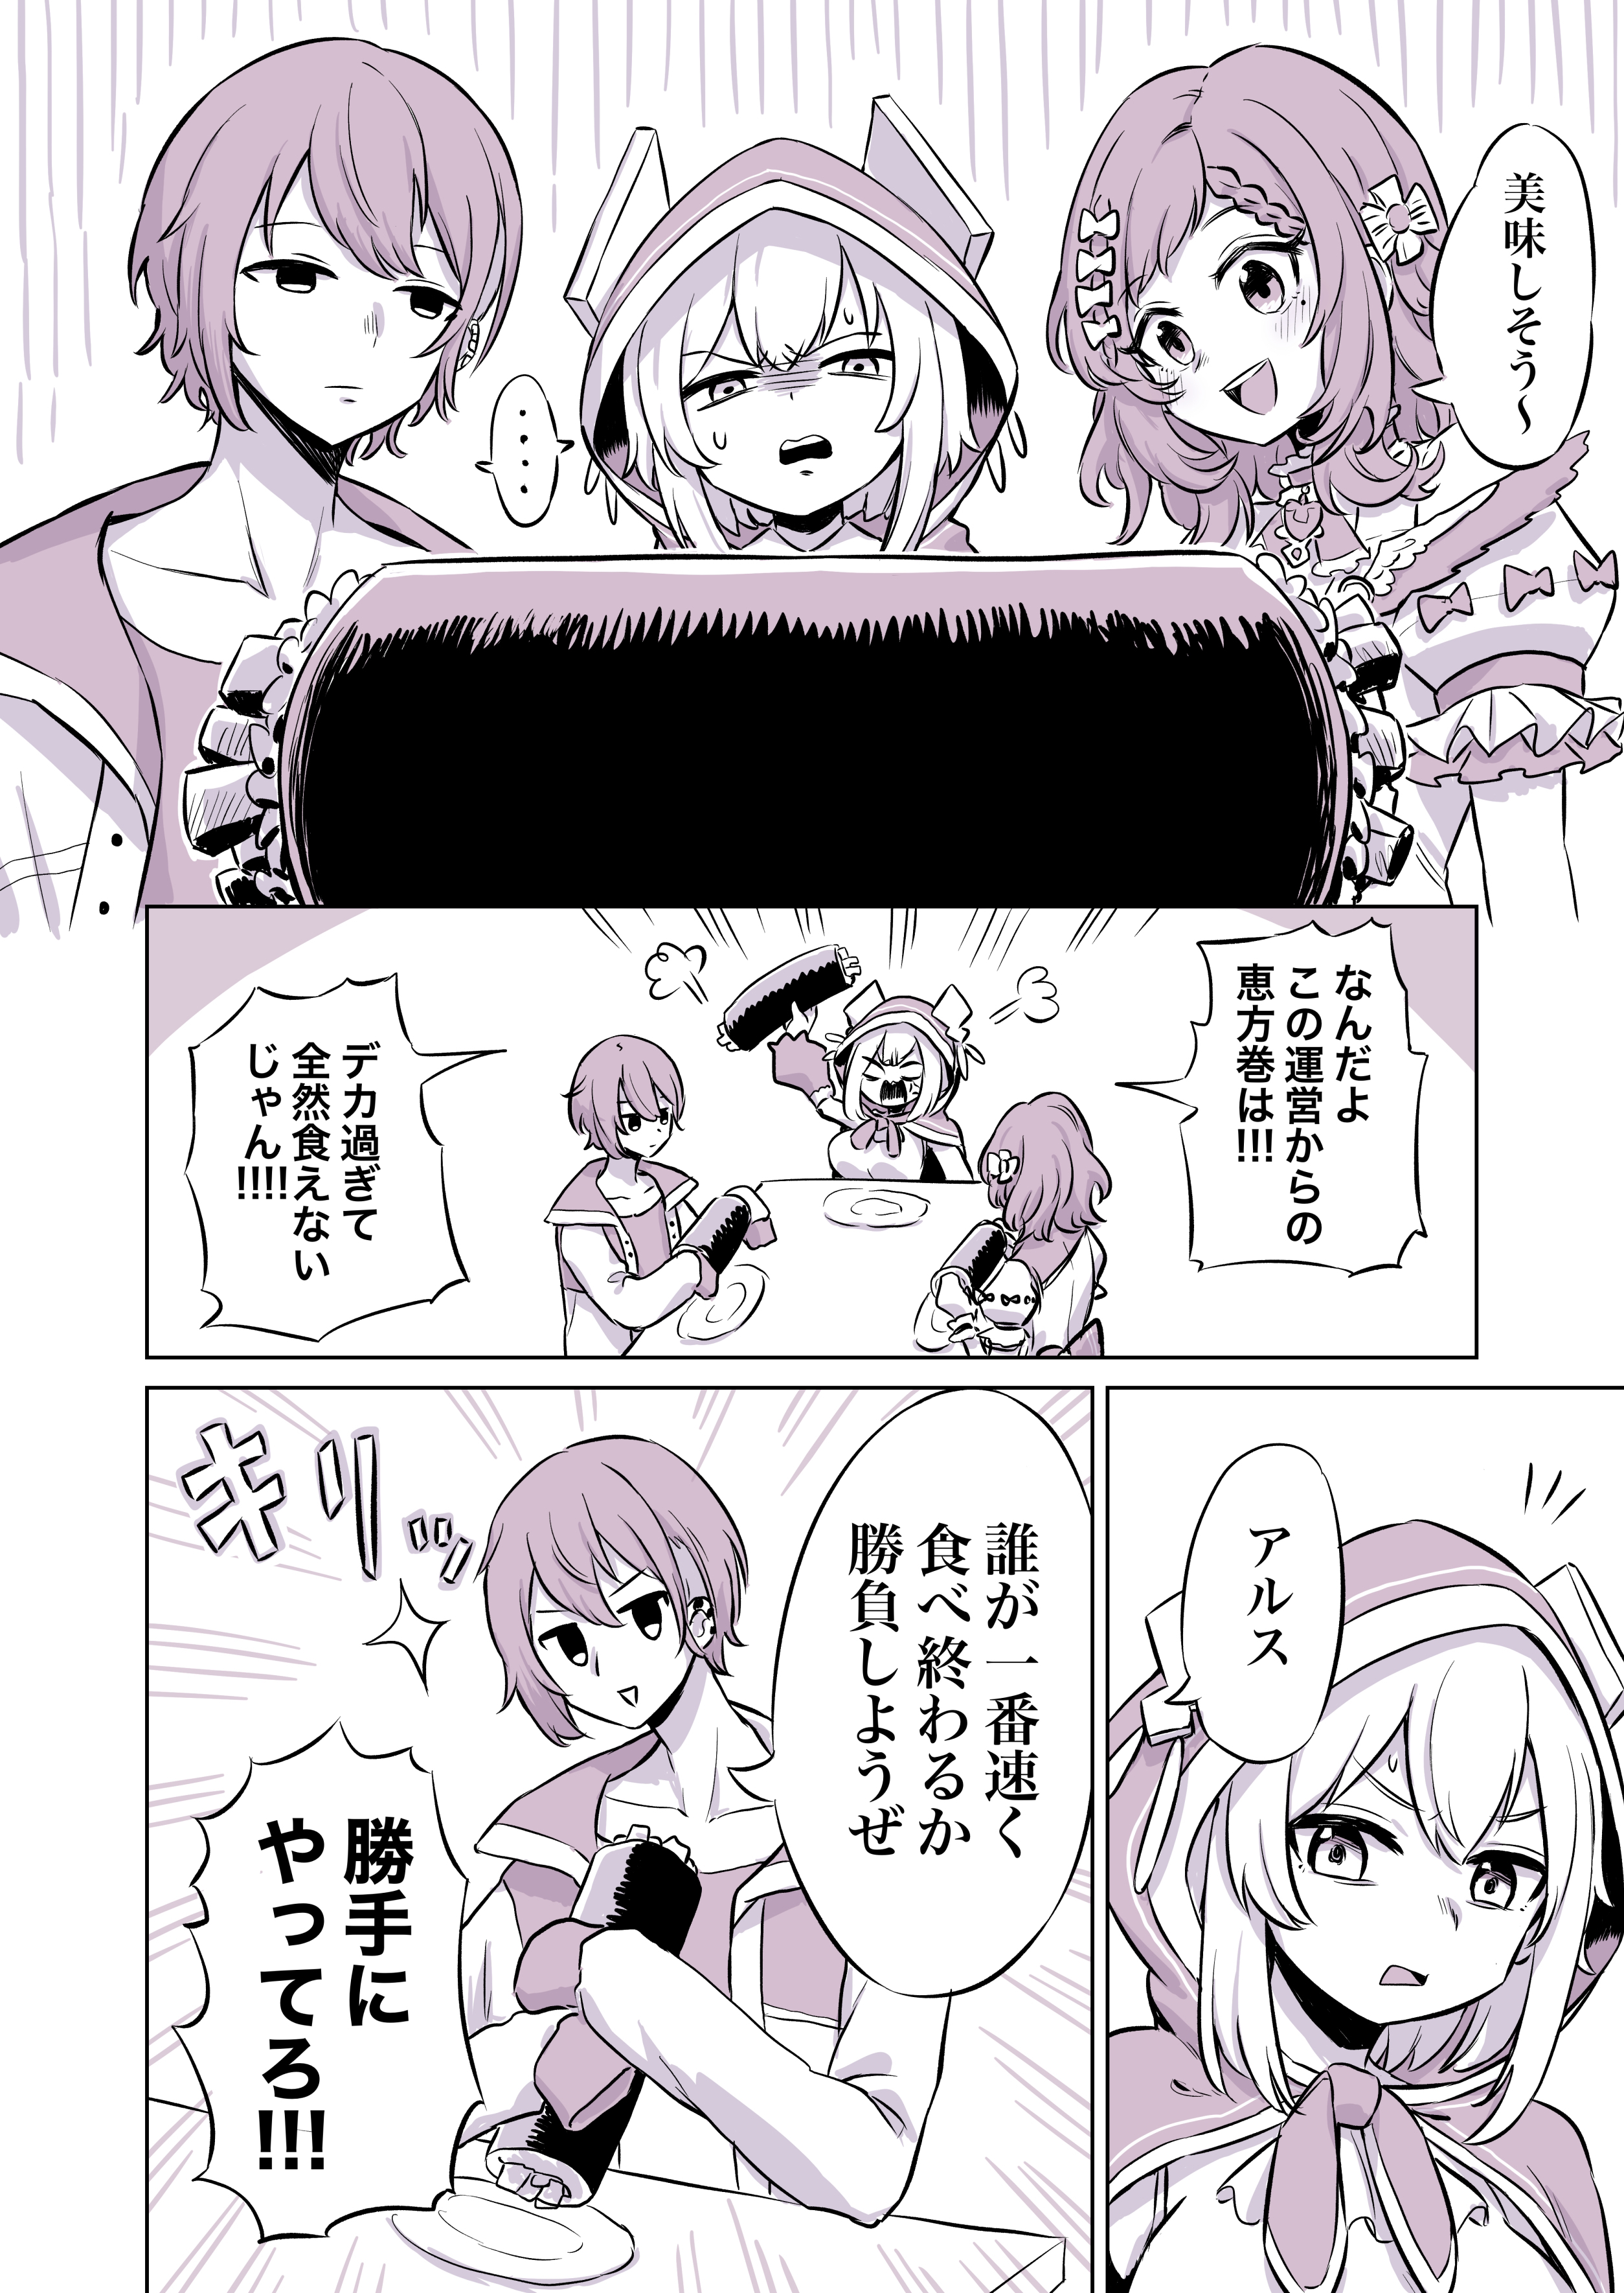 美味しそう～
‥‥
なんだよ
この運営からの
恵方巻は!!!
デカ過ぎて
全然食えない
じゃん!!!!
アルス
誰が一番速く
食べ終わるか
勝負しようぜ
キリッ
勝手に
やってろ!!!